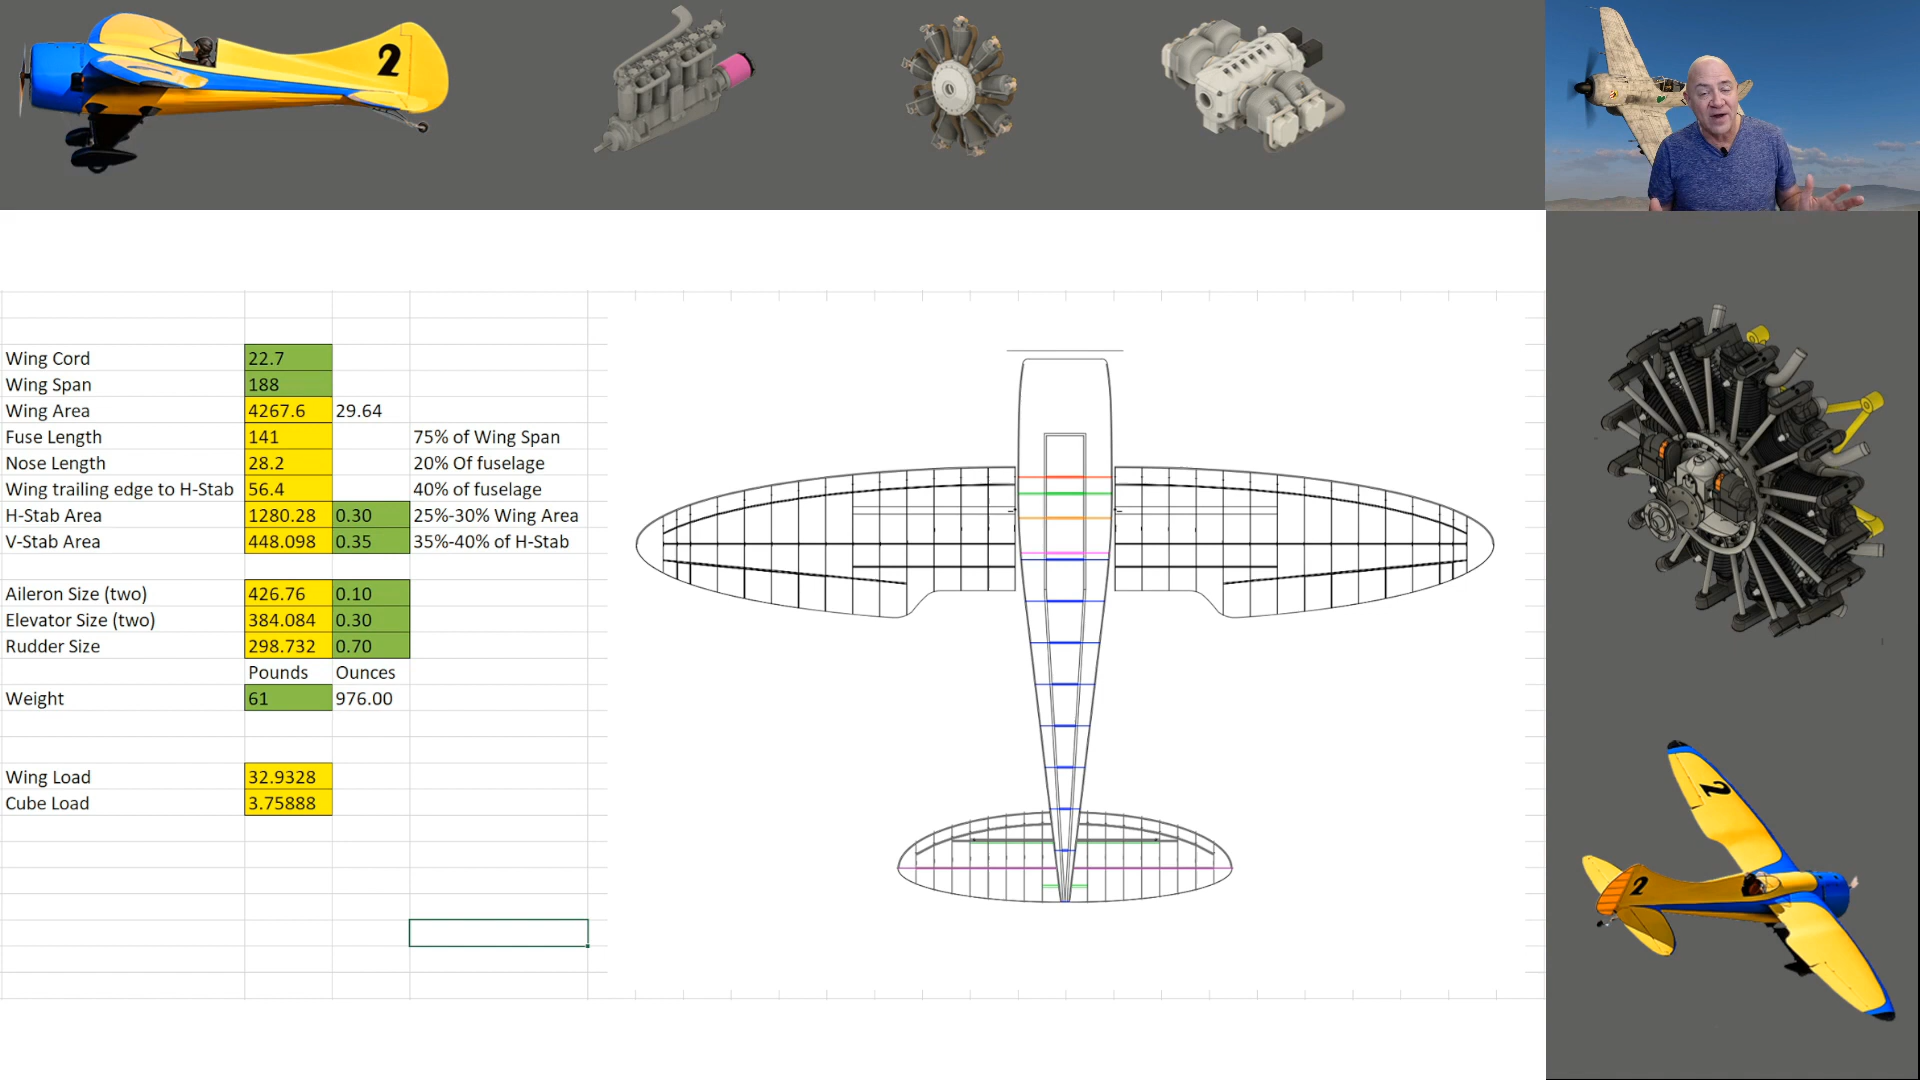 2
Wing Cord 22.7
Wing Span 188
Wing Area 4267.6 29.64
Fuse Length 141 75% of Wing Span
Nose Length 28.2 20% Of fuselage
Wing trailing edge to H-Stab 56.4 40% of fuselage
H-Stab Area 1280.28 0.30 25%-30% Wing Area
V-Stab Area 448.098 0.35 35%-40% of H-Stab
Aileron Size (two) 426.76 0.10
Elevator Size (two) 384.084 0.30
Rudder Size 298.732 0.70
Pounds Ounces
Weight 61 976.00
Wing Load 32.9328
Cube Load 3.75888
2
2